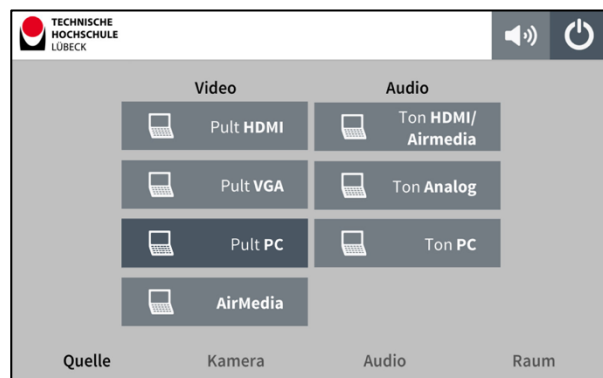 TECHNISCHE
HOCHSCHULE
LÜBECK
Video
Audio
Pult HDMI
Ton HDMI/
Airmedia
Pult VGA
Ton Analog
Pult PC
Ton PC
AirMedia
Quelle
Kamera
Audio
Raum